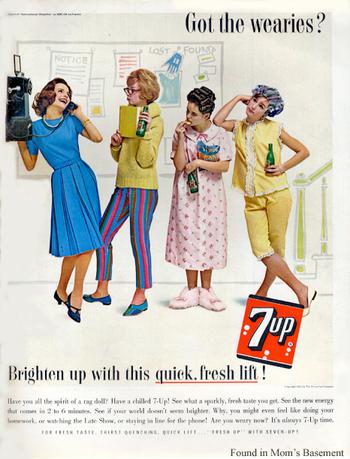 Got the wearies?
NOTICE
LOST FOUND
7up
Brighten up with this quick, fresh lift!
Have you all the spirit of a rag doll? Have a chilled 7-Up! See what a sparkly, fresh taste you get. See the new energy
that comes in 2 to 6 minutes. See if your world doesn't seem brighter. Why, you might even feel like doing your
homework, or watching the Late-Show, or staying in line for the phone! Are you weary now? It's always 7-Up time.
FOR FRESH TASTE, THIRST QUENCHING, QUICK LIFT... "FRESH UP" WITH SEVEN-UP!
Found in Mom's Basement